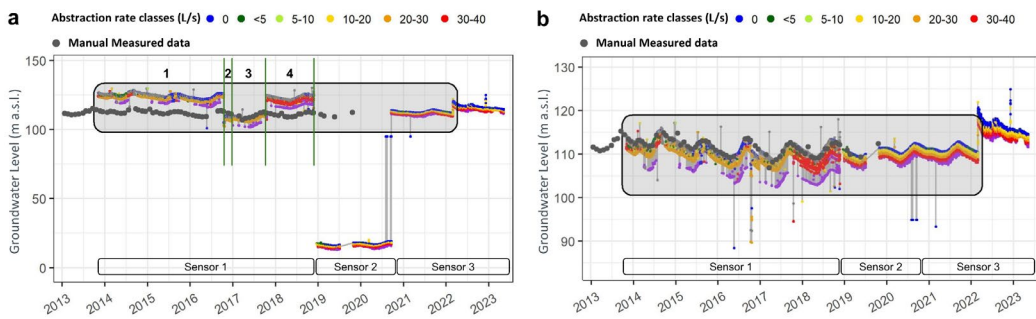 a
Abstraction rate classes (L/s) 0 <5 5-10 10-20 20-30 30-40
Manual Measured data
150
100
50
0
Groundwater Level (m a.s.l.)
1 2 3 4
Sensor 1 Sensor 2 Sensor 3
2013 2014 2015 2016 2017 2018 2019 2020 2021 2022 2023
b
Abstraction rate classes (L/s) 0 <5 5-10 10-20 20-30 30-40
Manual Measured data
130
120
110
100
90
Groundwater Level (m a.s.l.)
Sensor 1 Sensor 2 Sensor 3
2013 2014 2015 2016 2017 2018 2019 2020 2021 2022 2023